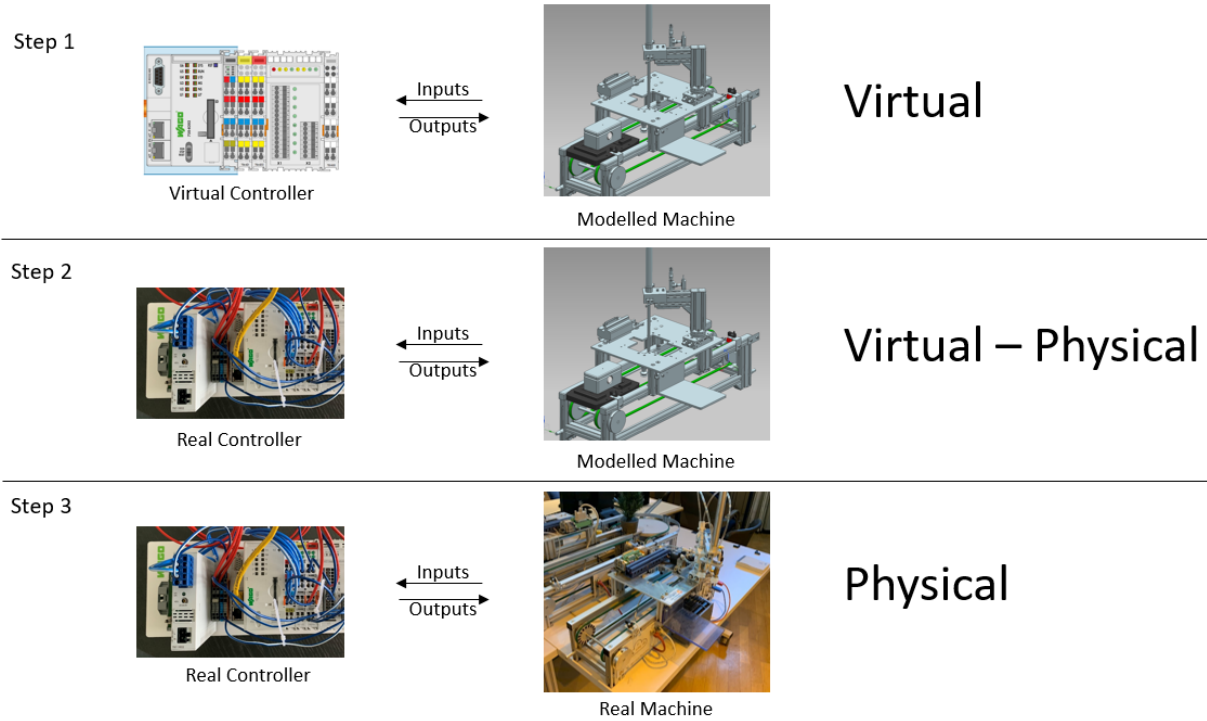 Step 1
WAGO
Inputs
Outputs
Virtual
Virtual Controller
Modelled Machine
Step 2
Inputs
Outputs
Virtual – Physical
Real Controller
Modelled Machine
Step 3
Inputs
Outputs
Physical
Real Controller
Real Machine